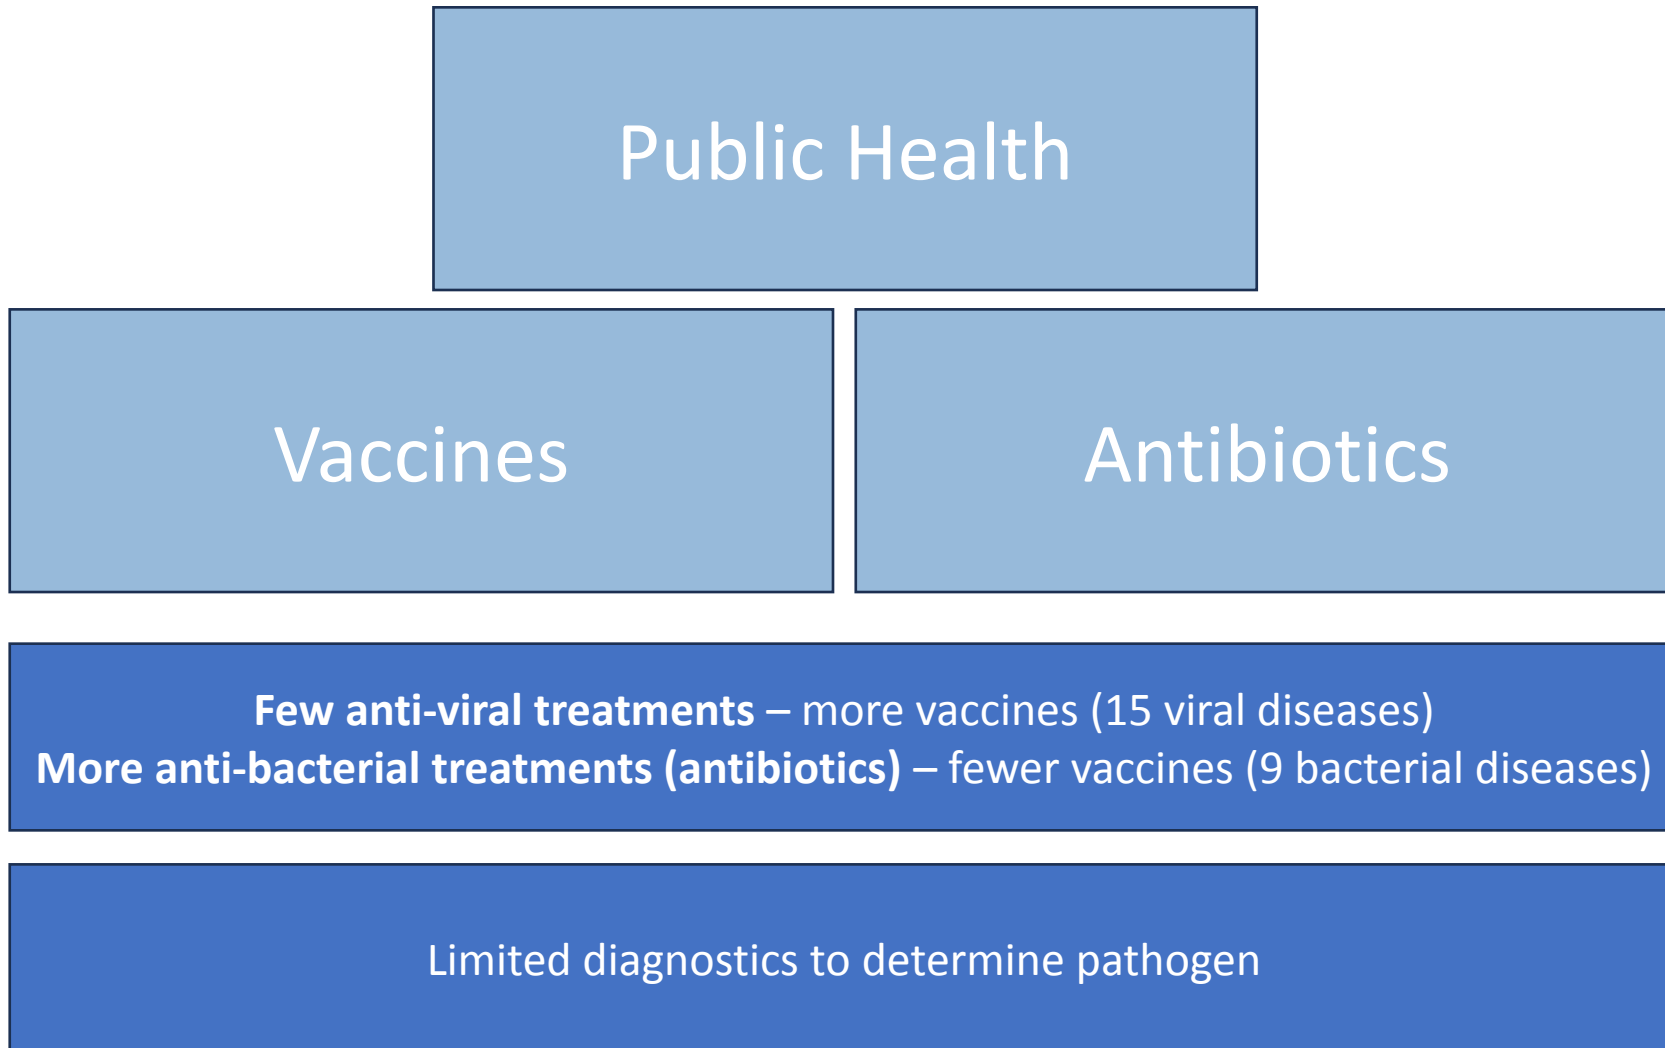 Public Health
Vaccines
Antibiotics
Few anti-viral treatments – more vaccines (15 viral diseases)
More anti-bacterial treatments (antibiotics) – fewer vaccines (9 bacterial diseases)
Limited diagnostics to determine pathogen